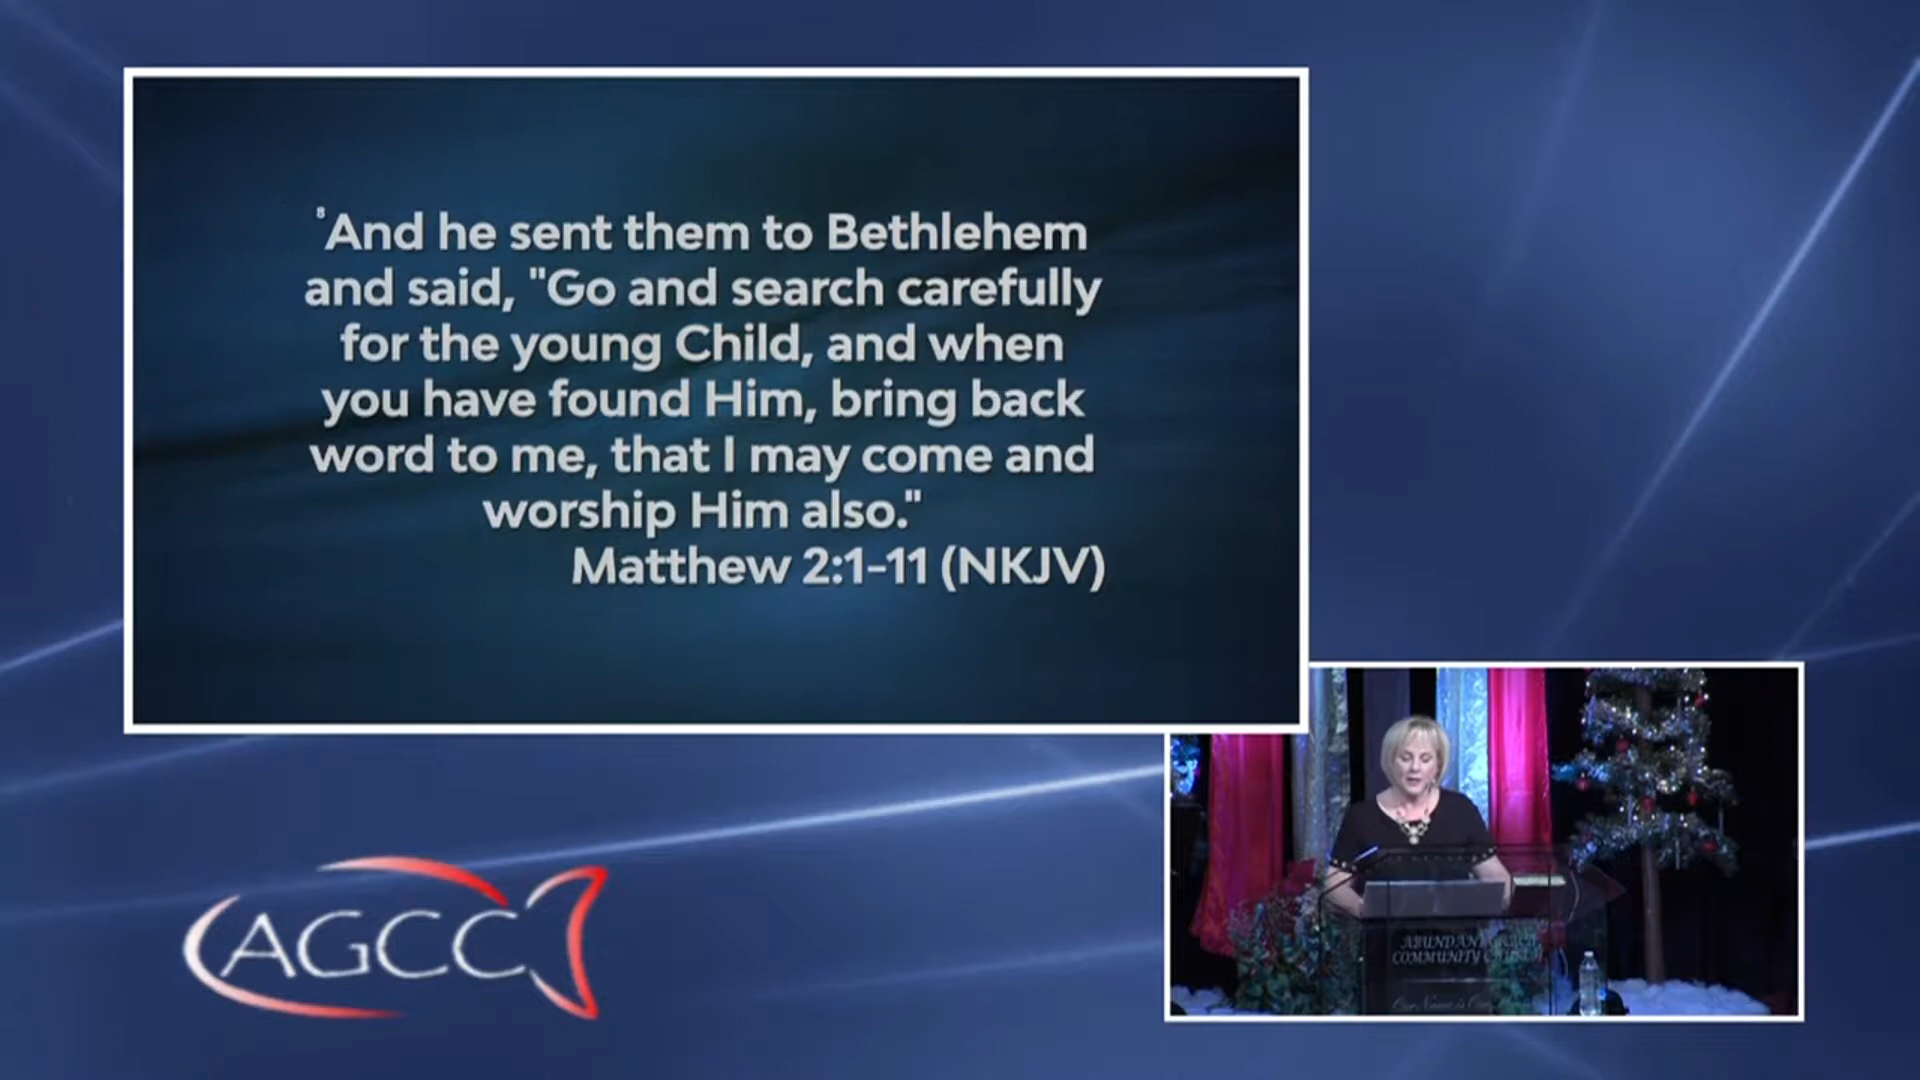 ⁸And he sent them to Bethlehem
and said, "Go and search carefully
for the young Child, and when
you have found Him, bring back
word to me, that I may come and
worship Him also."
Matthew 2:1-11 (NKJV)
AGCC
COMMUNITY CHURCH